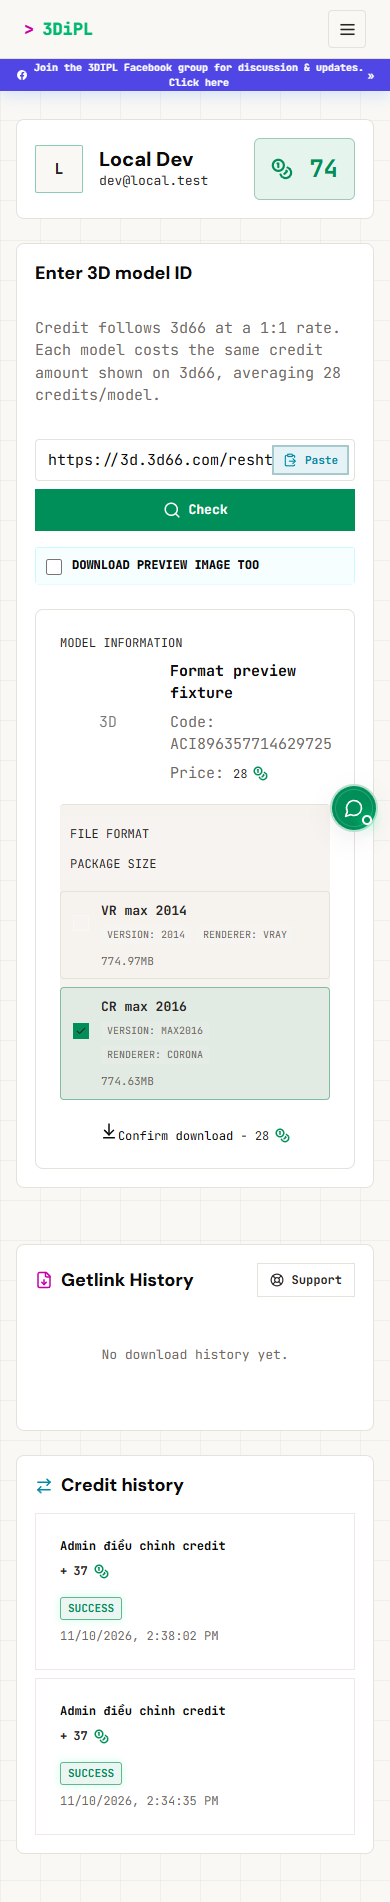 > 3DiPL
Join the 3DIPL Facebook group for discussion & updates.
Click here
»
L
Local Dev
dev@local.test
74
Enter 3D model ID
Credit follows 3d66 at a 1:1 rate.
Each model costs the same credit
amount shown on 3d66, averaging 28
credits/model.
https://3d.3d66.com/resht
Paste
Check
DOWNLOAD PREVIEW IMAGE TOO
MODEL INFORMATION
3D
Format preview
fixture
Code:
ACI896357714629725
Price: 28
FILE FORMAT
PACKAGE SIZE
VR max 2014
VERSION: 2014 RENDERER: VRAY
774.97MB
CR max 2016
VERSION: MAX2016
RENDERER: CORONA
774.63MB
Confirm download - 28
Getlink History
Support
No download history yet.
Credit history
Admin điều chỉnh credit
+ 37
SUCCESS
11/10/2026, 2:38:02 PM
Admin điều chỉnh credit
+ 37
SUCCESS
11/10/2026, 2:34:35 PM